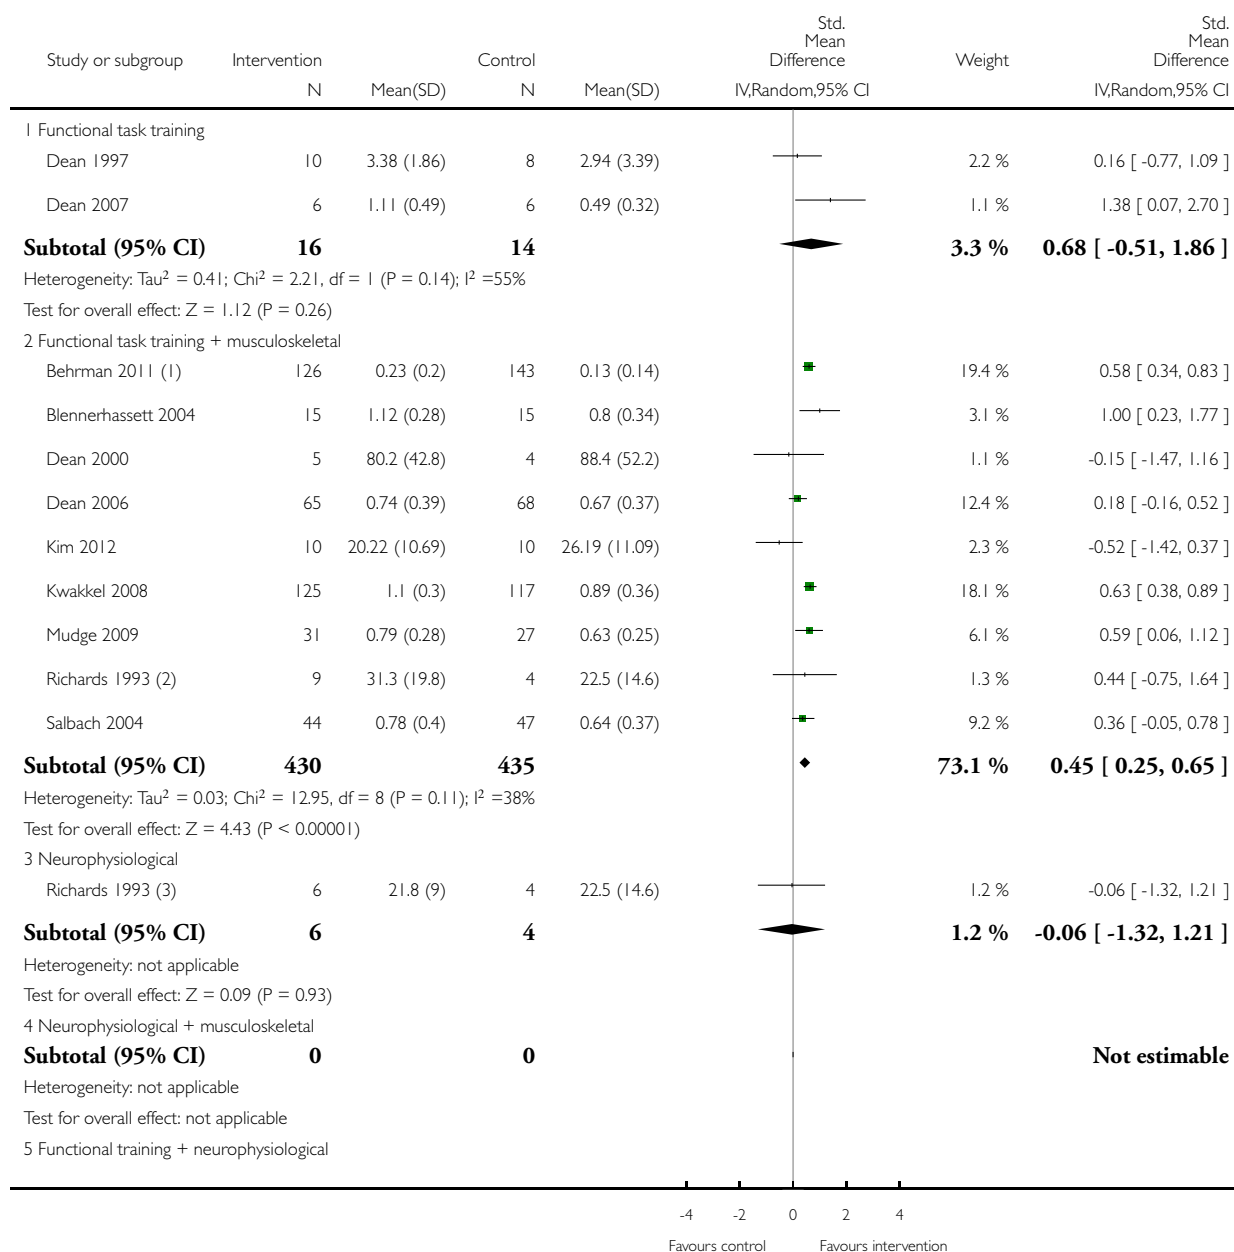 Std. Mean Difference Std. Mean Difference
Study or subgroup Intervention Control Weight
N Mean(SD) N Mean(SD) IV,Random,95% CI IV,Random,95% CI
1 Functional task training
Dean 1997 10 3.38 (1.86) 8 2.94 (3.39) 2.2 % 0.16 [ -0.77, 1.09 ]
Dean 2007 6 1.11 (0.49) 6 0.49 (0.32) 1.1 % 1.38 [ 0.07, 2.70 ]
Subtotal (95% CI) 16 14 3.3 % 0.68 [ -0.51, 1.86 ]
Heterogeneity: Tau² = 0.41; Chi² = 2.21, df = 1 (P = 0.14); I² =55%
Test for overall effect: Z = 1.12 (P = 0.26)
2 Functional task training + musculoskeletal
Behrman 2011 (1) 126 0.23 (0.2) 143 0.13 (0.14) 19.4 % 0.58 [ 0.34, 0.83 ]
Blennerhassett 2004 15 1.12 (0.28) 15 0.8 (0.34) 3.1 % 1.00 [ 0.23, 1.77 ]
Dean 2000 5 80.2 (42.8) 4 88.4 (52.2) 1.1 % -0.15 [ -1.47, 1.16 ]
Dean 2006 65 0.74 (0.39) 68 0.67 (0.37) 12.4 % 0.18 [ -0.16, 0.52 ]
Kim 2012 10 20.22 (10.69) 10 26.19 (11.09) 2.3 % -0.52 [ -1.42, 0.37 ]
Kwakkel 2008 125 1.1 (0.3) 117 0.89 (0.36) 18.1 % 0.63 [ 0.38, 0.89 ]
Mudge 2009 31 0.79 (0.28) 27 0.63 (0.25) 6.1 % 0.59 [ 0.06, 1.12 ]
Richards 1993 (2) 9 31.3 (19.8) 4 22.5 (14.6) 1.3 % 0.44 [ -0.75, 1.64 ]
Salbach 2004 44 0.78 (0.4) 47 0.64 (0.37) 9.2 % 0.36 [ -0.05, 0.78 ]
Subtotal (95% CI) 430 435 73.1 % 0.45 [ 0.25, 0.65 ]
Heterogeneity: Tau² = 0.03; Chi² = 12.95, df = 8 (P = 0.11); I² =38%
Test for overall effect: Z = 4.43 (P < 0.00001)
3 Neurophysiological
Richards 1993 (3) 6 21.8 (9) 4 22.5 (14.6) 1.2 % -0.06 [ -1.32, 1.21 ]
Subtotal (95% CI) 6 4 1.2 % -0.06 [ -1.32, 1.21 ]
Heterogeneity: not applicable
Test for overall effect: Z = 0.09 (P = 0.93)
4 Neurophysiological + musculoskeletal
Subtotal (95% CI) 0 0 Not estimable
Heterogeneity: not applicable
Test for overall effect: not applicable
5 Functional training + neurophysiological
-4 -2 0 2 4
Favours control Favours intervention